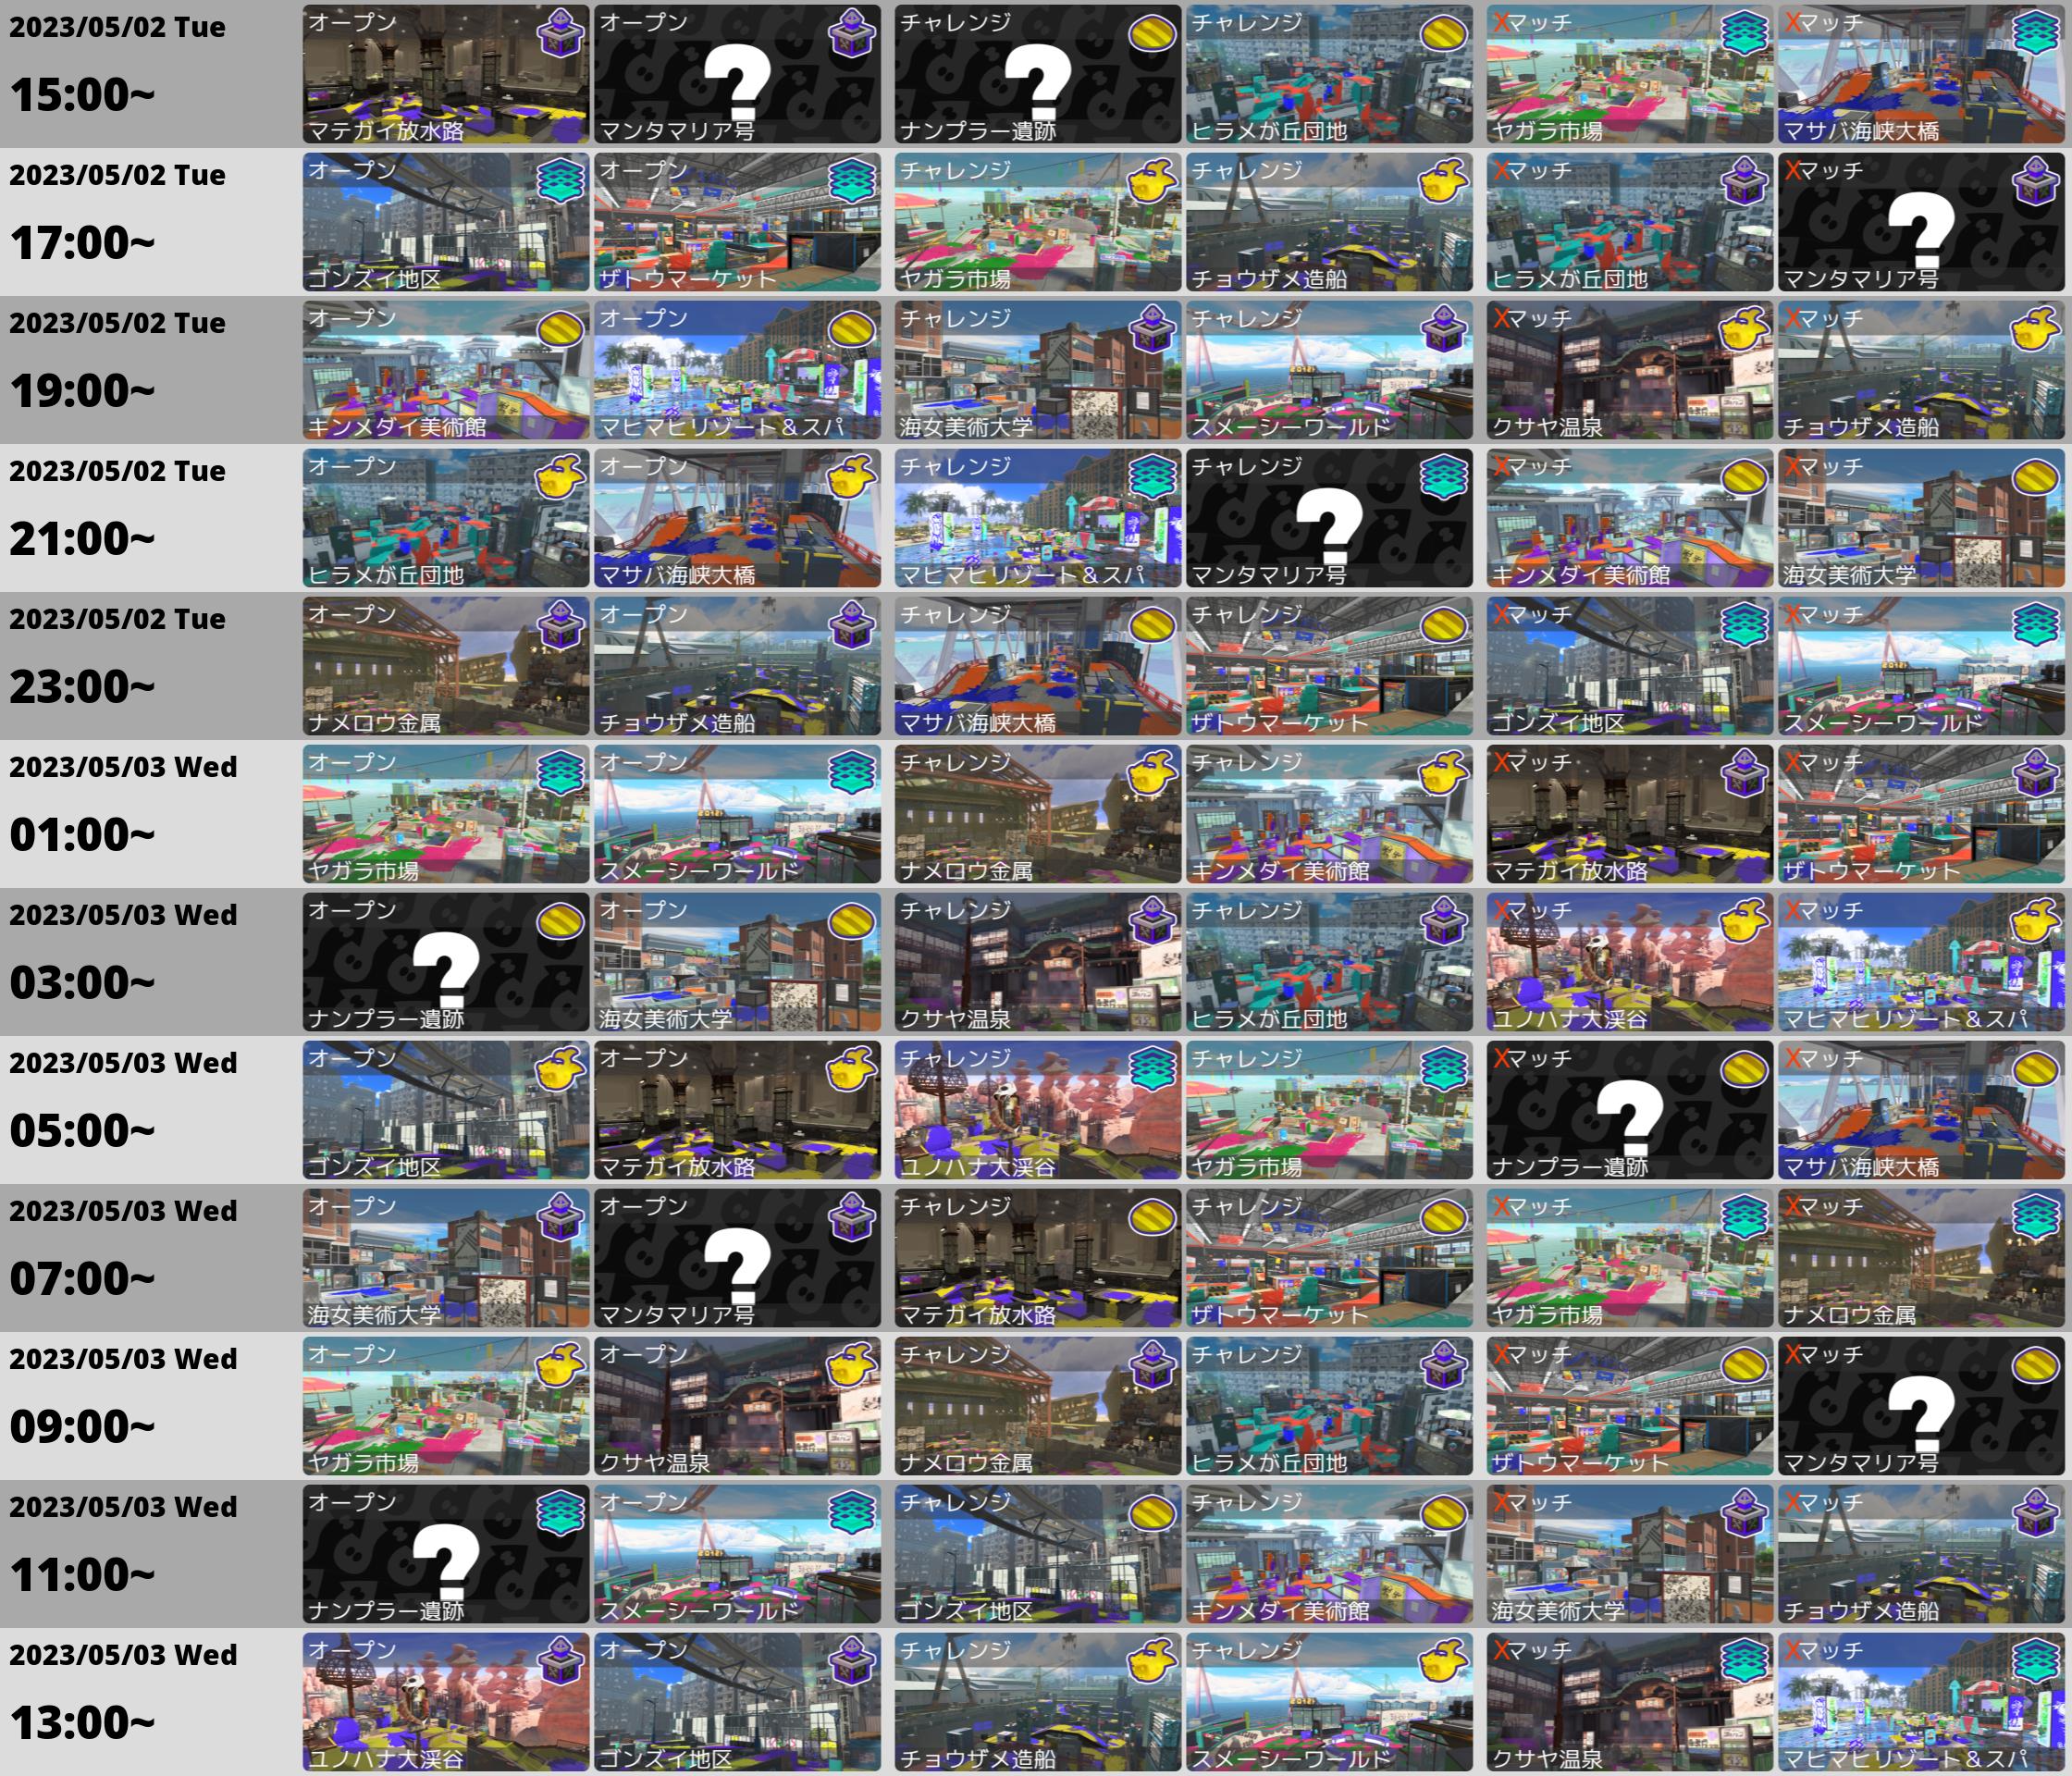 2023/05/02 Tue
15:00~
オープン
マテガイ放水路
オープン
マンタマリア号
チャレンジ
ナンプラー遺跡
チャレンジ
ヒラメが丘団地
Xマッチ
ヤガラ市場
Xマッチ
マサバ海峡大橋
2023/05/02 Tue
17:00~
オープン
ゴンズイ地区
オープン
ザトウマーケット
チャレンジ
ヤガラ市場
チャレンジ
チョウザメ造船
Xマッチ
ヒラメが丘団地
Xマッチ
マンタマリア号
2023/05/02 Tue
19:00~
オープン
キンメダイ美術館
オープン
マヒマヒリゾート＆スパ
チャレンジ
海女美術大学
チャレンジ
スメーシーワールド
Xマッチ
クサヤ温泉
Xマッチ
チョウザメ造船
2023/05/02 Tue
21:00~
オープン
ヒラメが丘団地
オープン
マサバ海峡大橋
チャレンジ
マヒマヒリゾート＆スパ
チャレンジ
マンタマリア号
Xマッチ
キンメダイ美術館
Xマッチ
海女美術大学
2023/05/02 Tue
23:00~
オープン
ナメロウ金属
オープン
チョウザメ造船
チャレンジ
マサバ海峡大橋
チャレンジ
ザトウマーケット
Xマッチ
ゴンズイ地区
Xマッチ
スメーシーワールド
2023/05/03 Wed
01:00~
オープン
ヤガラ市場
オープン
スメーシーワールド
チャレンジ
ナメロウ金属
チャレンジ
キンメダイ美術館
Xマッチ
マテガイ放水路
Xマッチ
ザトウマーケット
2023/05/03 Wed
03:00~
オープン
ナンプラー遺跡
オープン
海女美術大学
チャレンジ
クサヤ温泉
チャレンジ
ヒラメが丘団地
Xマッチ
ユノハナ大渓谷
Xマッチ
マヒマヒリゾート＆スパ
2023/05/03 Wed
05:00~
オープン
ゴンズイ地区
オープン
マテガイ放水路
チャレンジ
ユノハナ大渓谷
チャレンジ
ヤガラ市場
Xマッチ
ナンプラー遺跡
Xマッチ
マサバ海峡大橋
2023/05/03 Wed
07:00~
オープン
海女美術大学
オープン
マンタマリア号
チャレンジ
マテガイ放水路
チャレンジ
ザトウマーケット
Xマッチ
ヤガラ市場
Xマッチ
ナメロウ金属
2023/05/03 Wed
09:00~
オープン
ヤガラ市場
オープン
クサヤ温泉
チャレンジ
ナメロウ金属
チャレンジ
ヒラメが丘団地
Xマッチ
ザトウマーケット
Xマッチ
マンタマリア号
2023/05/03 Wed
11:00~
オープン
ナンプラー遺跡
オープン
スメーシーワールド
チャレンジ
ゴンズイ地区
チャレンジ
キンメダイ美術館
Xマッチ
海女美術大学
Xマッチ
チョウザメ造船
2023/05/03 Wed
13:00~
オープン
ユノハナ大渓谷
オープン
ゴンズイ地区
チャレンジ
チョウザメ造船
チャレンジ
スメーシーワールド
Xマッチ
クサヤ温泉
Xマッチ
マヒマヒリゾート＆スパ